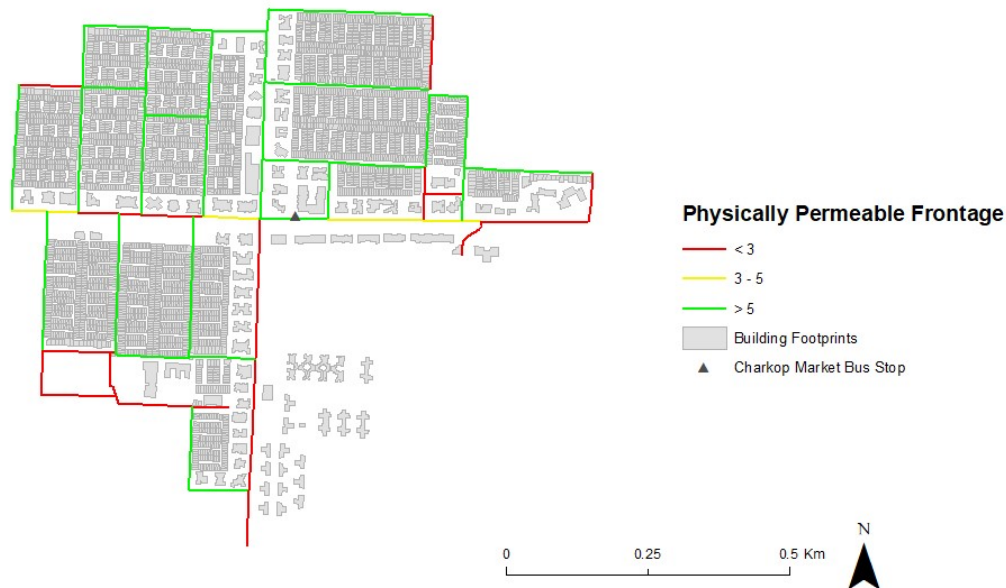 Physically Permeable Frontage
< 3
3 - 5
> 5
Building Footprints
Charkop Market Bus Stop
N
0 0.25 0.5 Km